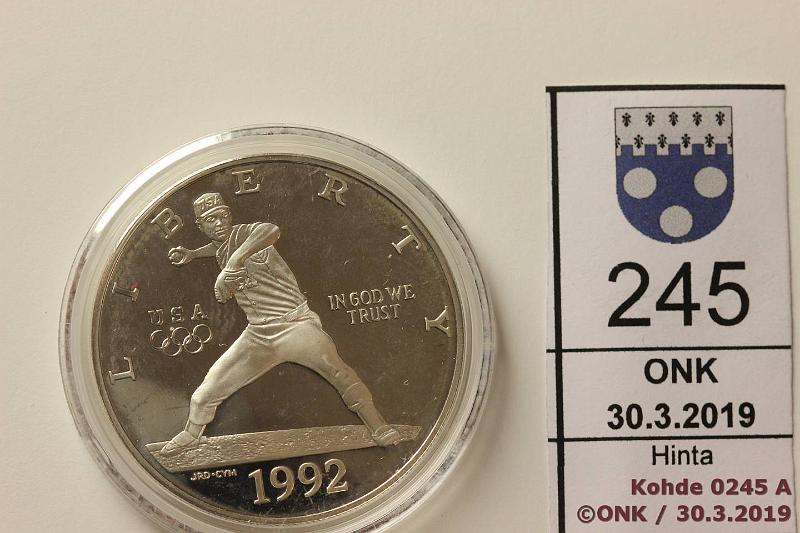 LIBERTY
USA
USA
IN GOD WE
TRUST
JRD·CYM
1992
245
ONK
30.3.2019
Hinta
Kohde 0245 A
©ONK / 30.3.2019